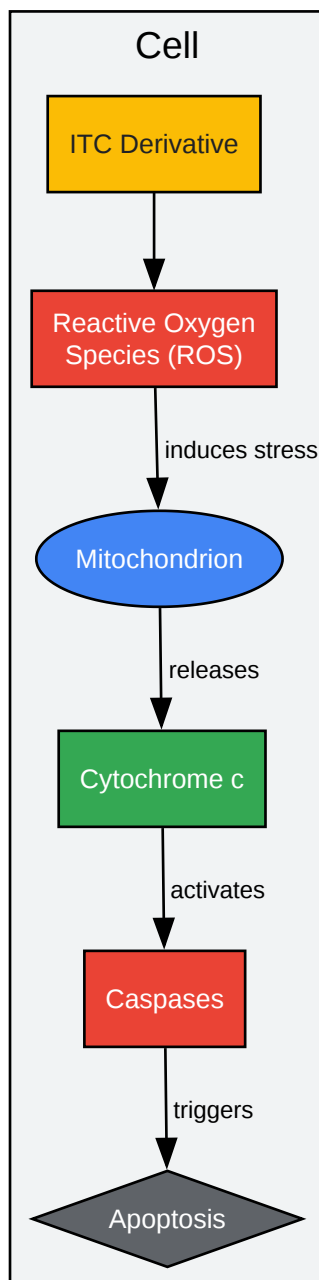 Cell
ITC Derivative
Reactive Oxygen
Species (ROS)
induces stress
Mitochondrion
releases
Cytochrome c
activates
Caspases
triggers
Apoptosis